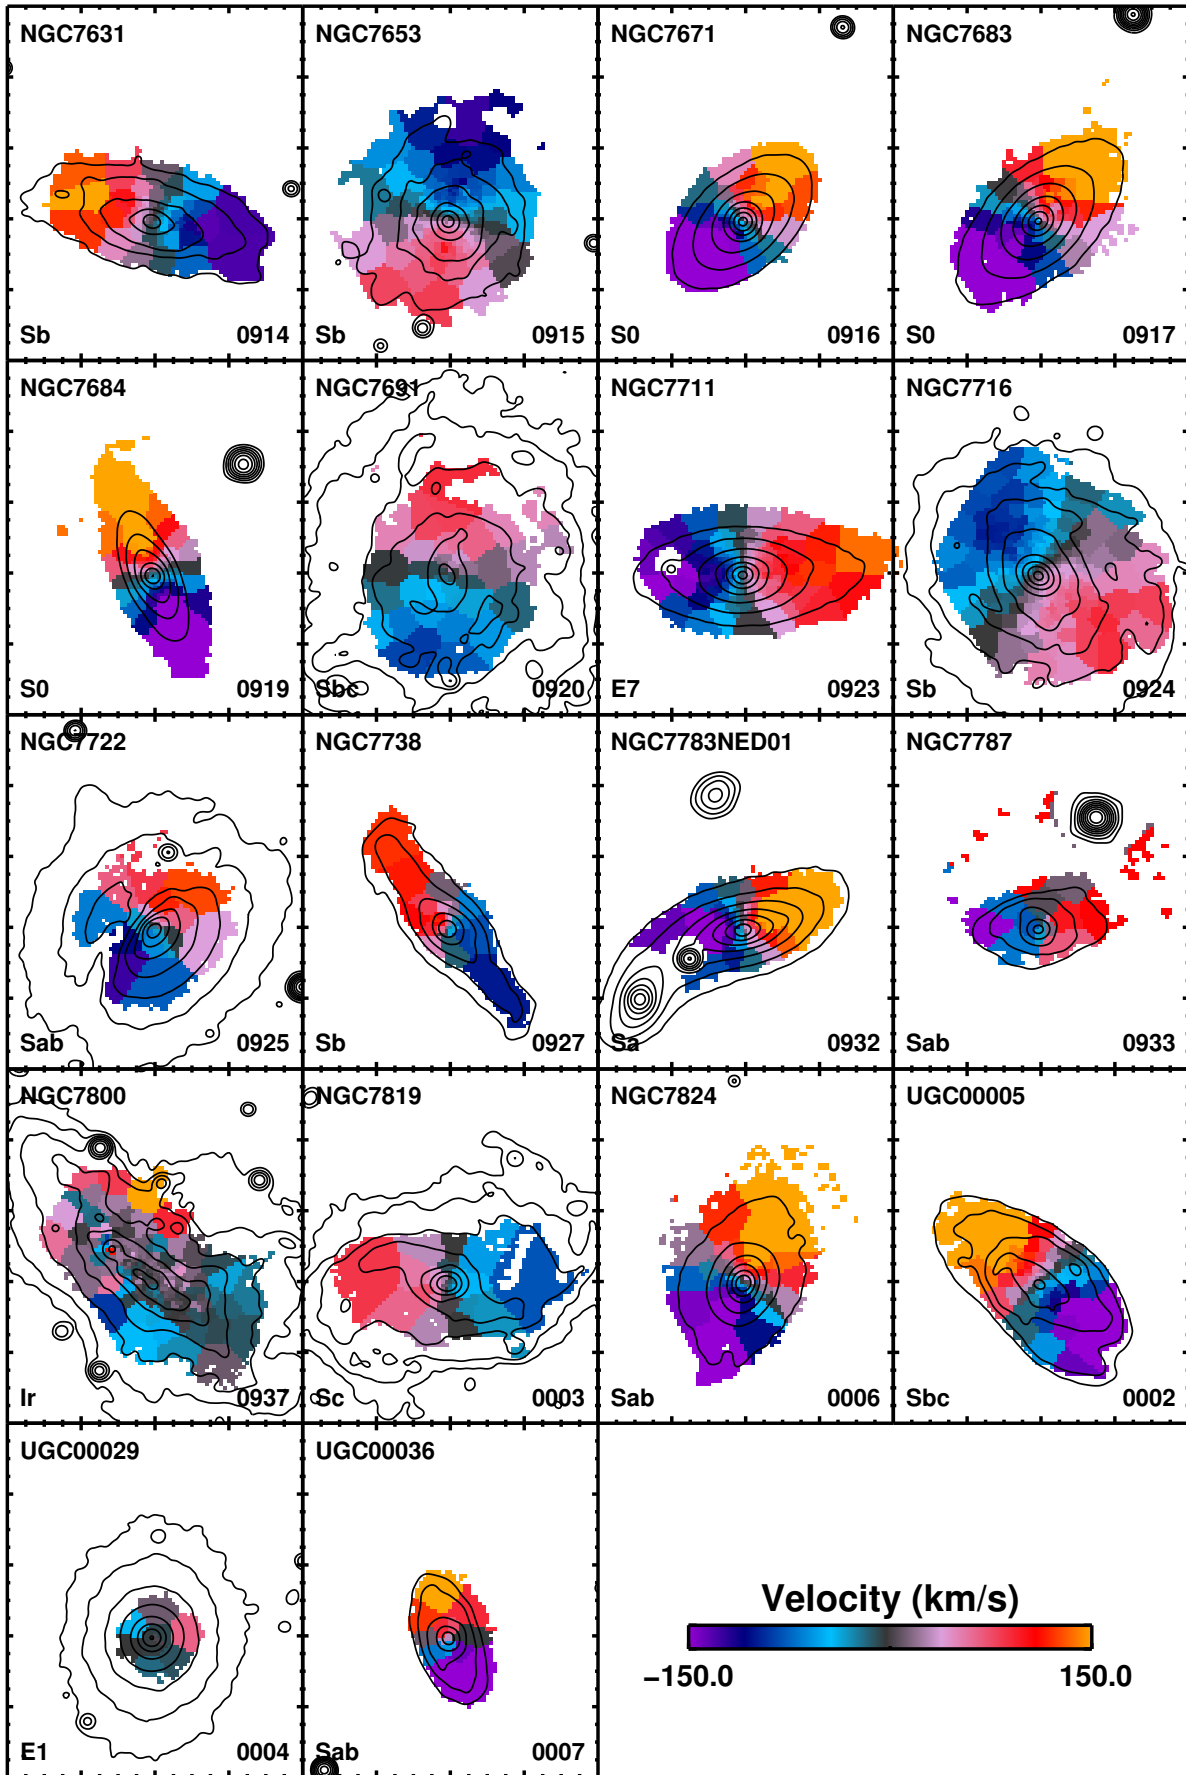 NGC7631 NGC7653 NGC7671 NGC7683
Sb 0914 Sb 0915 S0 0916 S0 0917
NGC7684 NGC7691 NGC7711 NGC7716
S0 0919 Sbc 0920 E7 0923 Sb 0924
NGC7722 NGC7738 NGC7783NED01 NGC7787
Sab 0925 Sb 0927 Sa 0932 Sab 0933
NGC7800 NGC7819 NGC7824 UGC00005
Ir 0937 Sc 0003 Sab 0006 Sbc 0002
UGC00029 UGC00036
Velocity (km/s)
−150.0 150.0
E1 0004 Sab 0007